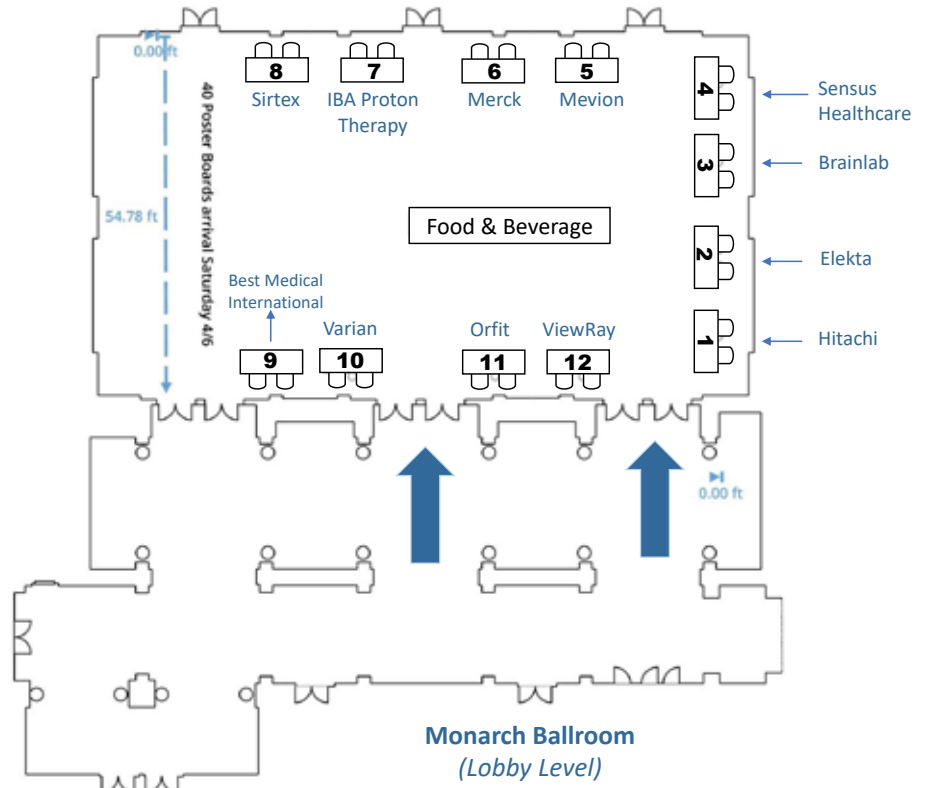 0.00 ft
54.78 ft
40 Poster Boards arrival Saturday 4/6
8
Sirtex
7
IBA Proton
Therapy
6
Merck
5
Mevion
4
Sensus
Healthcare
3
Brainlab
2
Elekta
1
Hitachi
Food & Beverage
Best Medical
International
9
Varian
10
Orfit
11
ViewRay
12
0.00 ft
Monarch Ballroom
(Lobby Level)